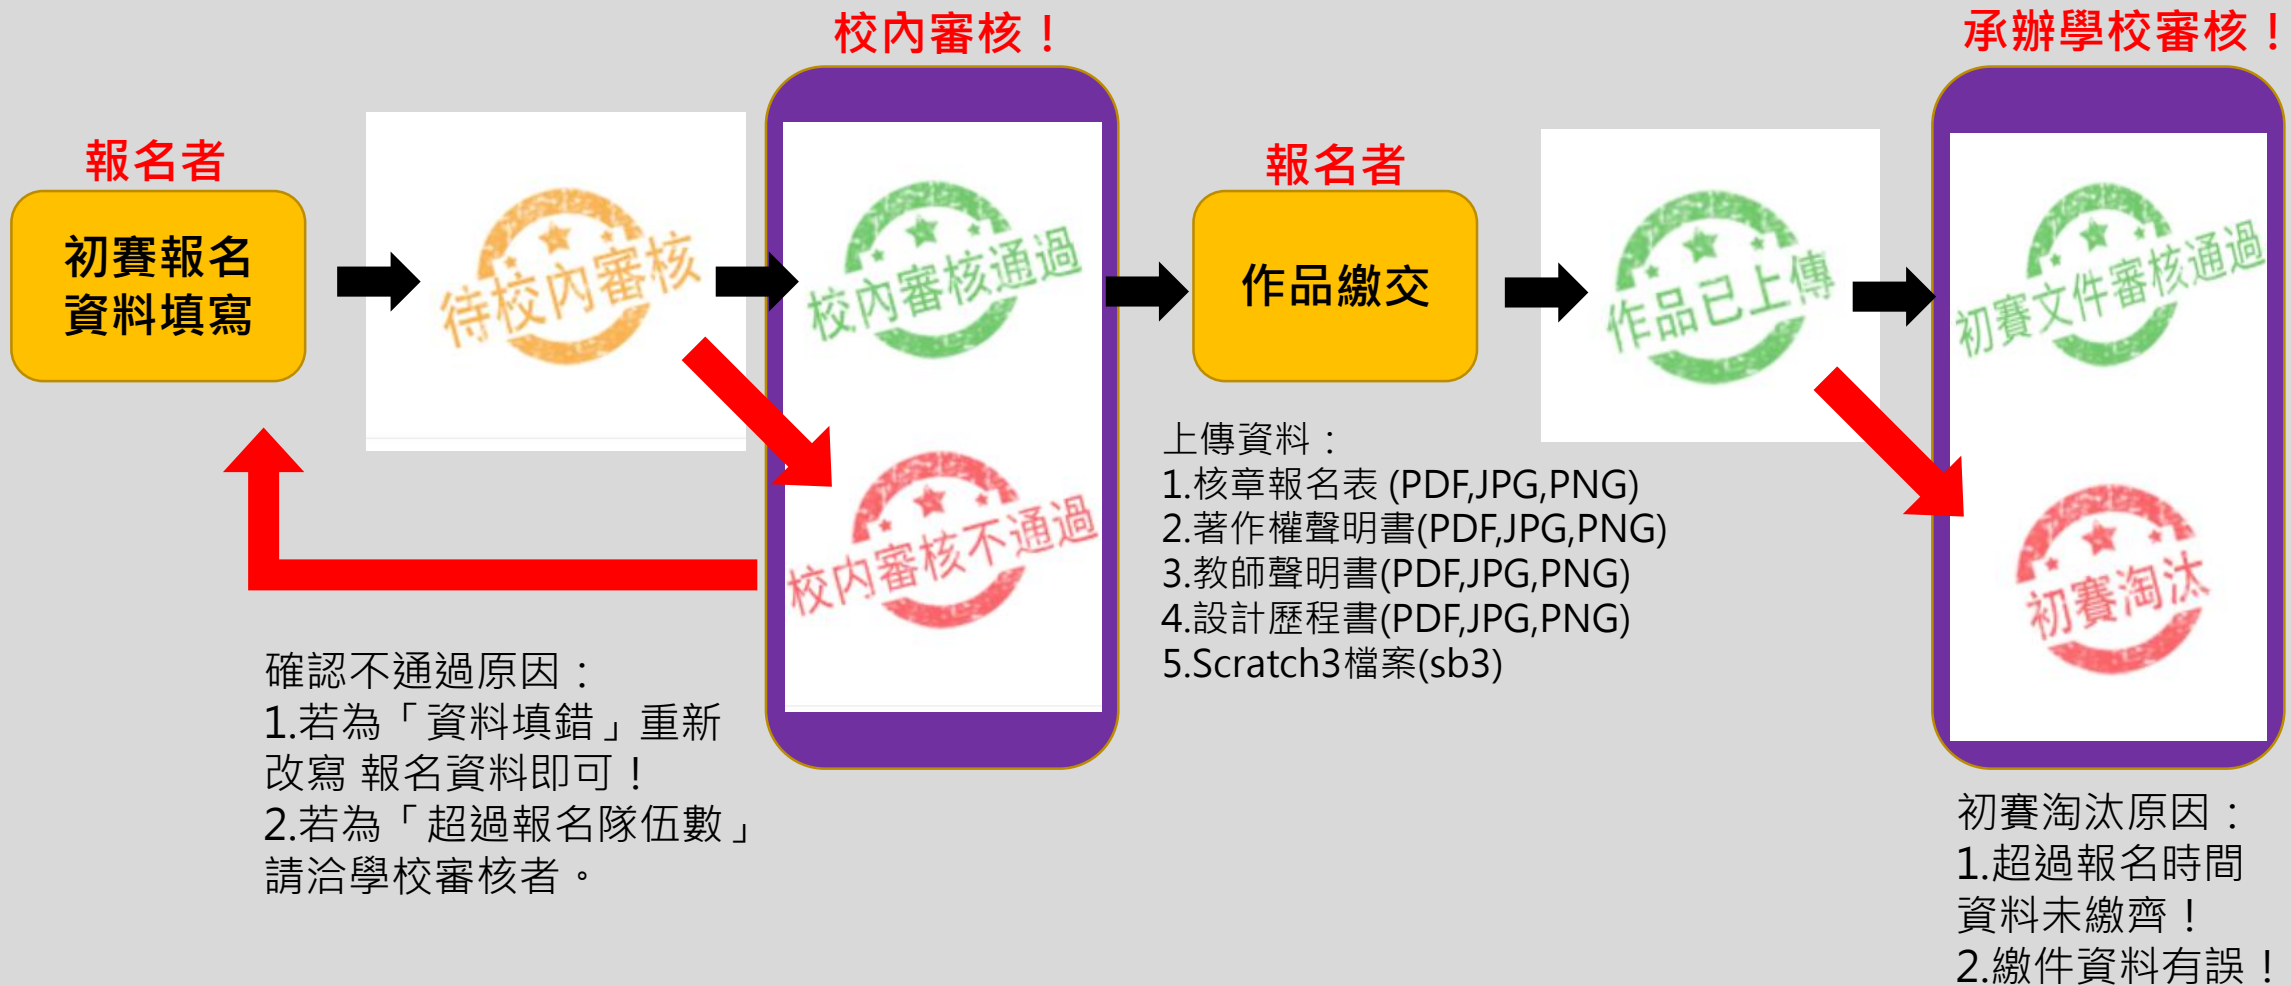 校內審核！
承辦學校審核！
報名者
初賽報名
資料填寫
待校內審核
校內審核通過
校內審核不通過
報名者
作品繳交
作品已上傳
初賽文件審核通過
初賽淘汰
確認不通過原因：
1.若為「資料填錯」重新
改寫 報名資料即可！
2.若為「超過報名隊伍數」
請洽學校審核者。
上傳資料：
1.核章報名表 (PDF,JPG,PNG)
2.著作權聲明書(PDF,JPG,PNG)
3.教師聲明書(PDF,JPG,PNG)
4.設計歷程書(PDF,JPG,PNG)
5.Scratch3檔案(sb3)
初賽淘汰原因：
1.超過報名時間
資料未繳齊！
2.繳件資料有誤！